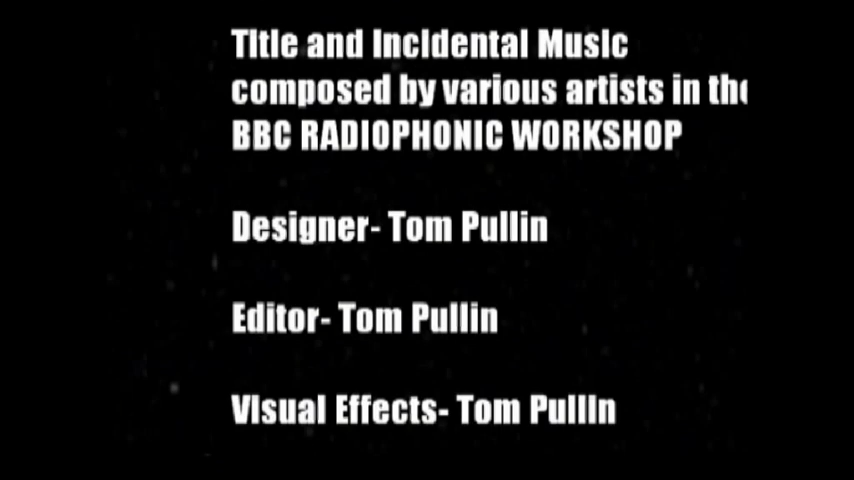 Title and Incidental Music
composed by various artists in the
BBC RADIOPHONIC WORKSHOP
Designer- Tom Pullin
Editor- Tom Pullin
Visual Effects- Tom Pullin